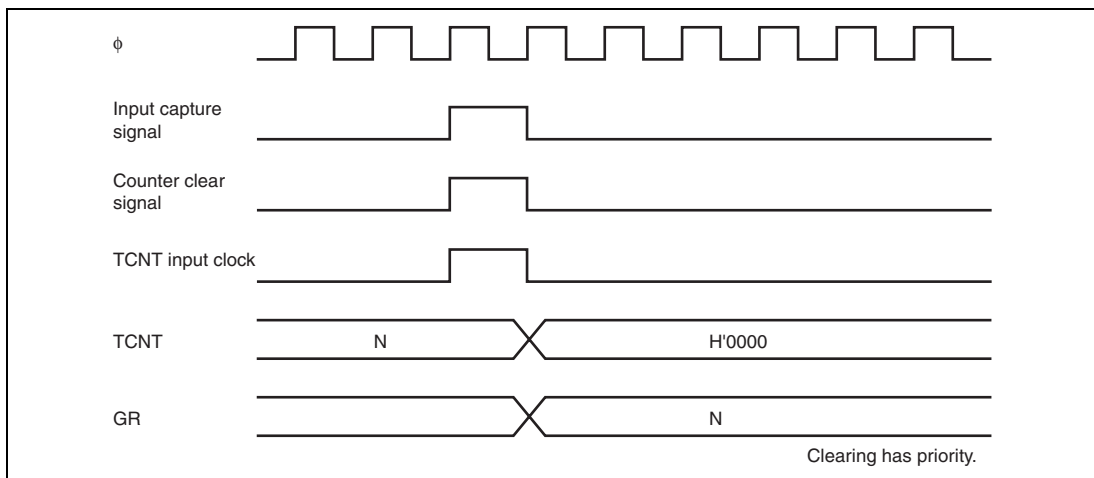 ϕ
Input capture
signal
Counter clear
signal
TCNT input clock
TCNT
N
H'0000
GR
N
Clearing has priority.